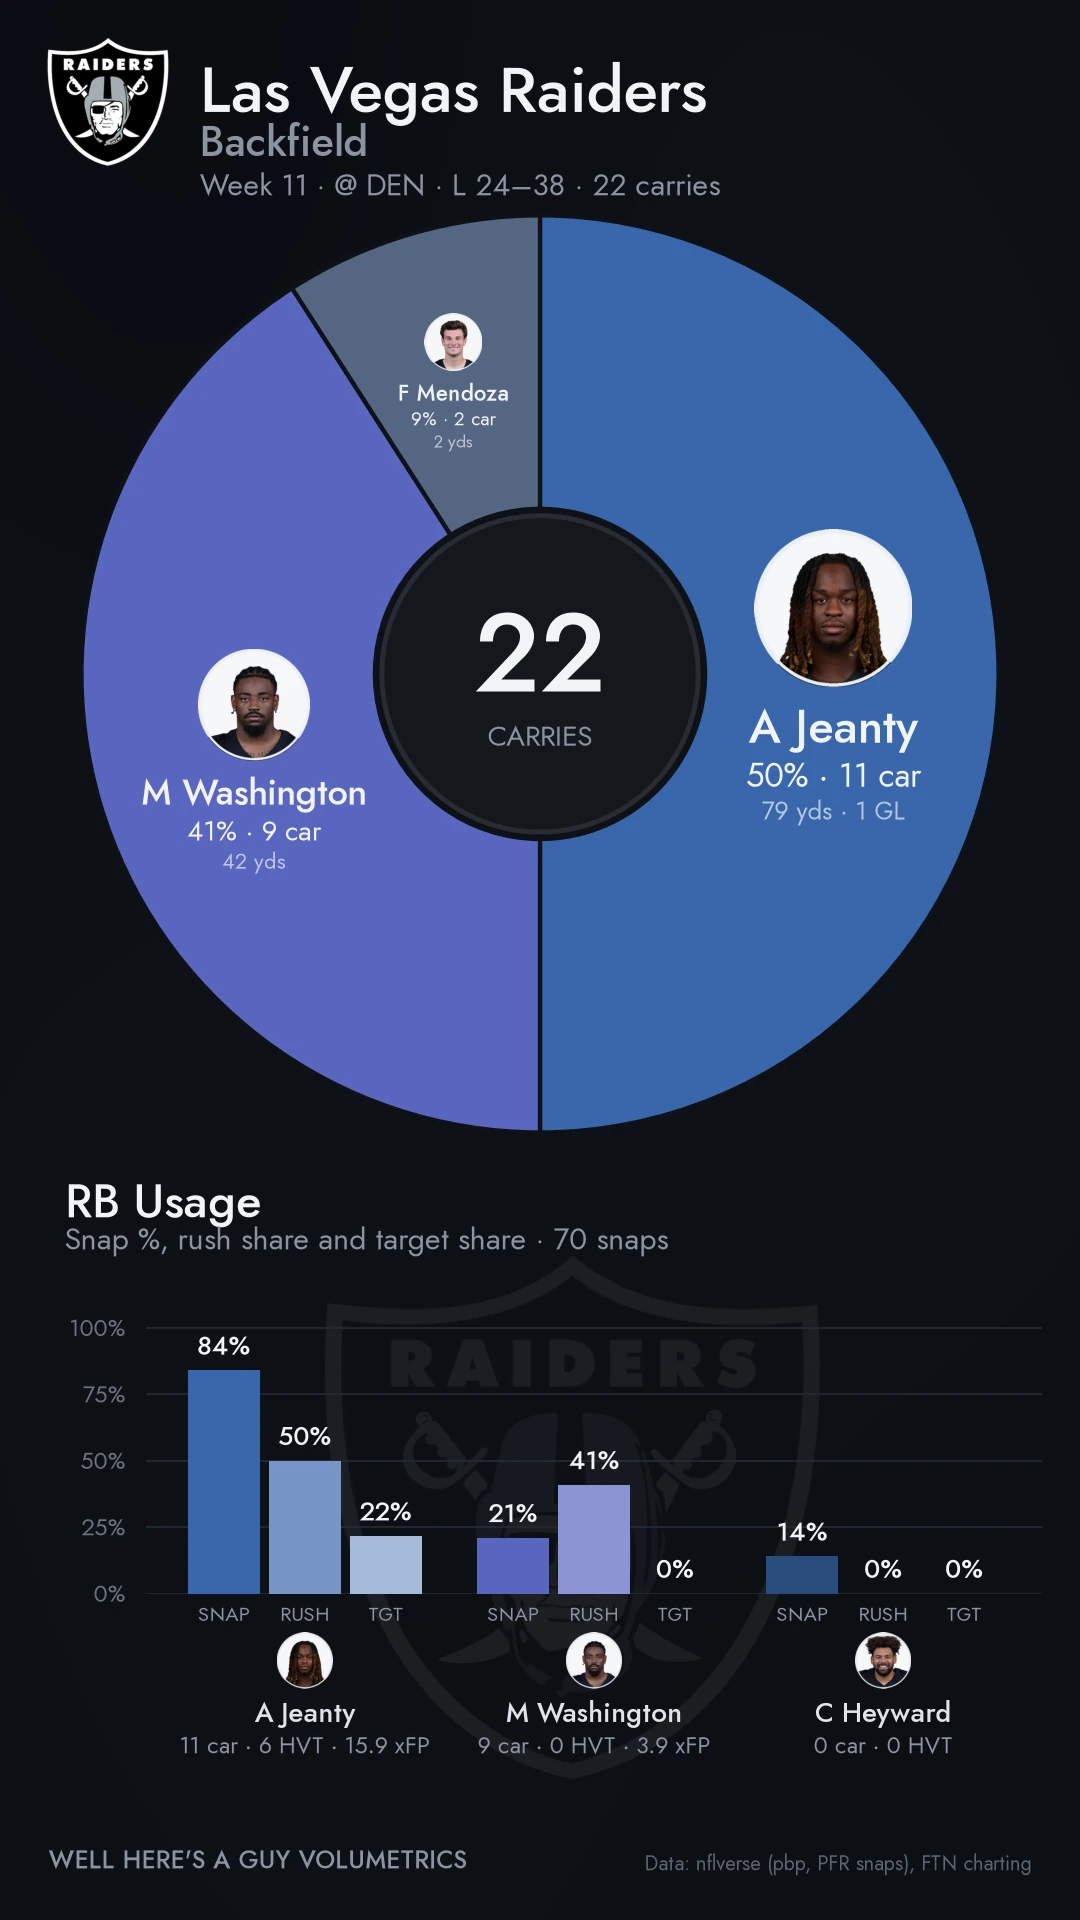 RAIDERS
Las Vegas Raiders
Backfield
Week 11 · @ DEN · L 24–38 · 22 carries
F Mendoza
9% · 2 car
2 yds
22
CARRIES
A Jeanty
50% · 11 car
79 yds · 1 GL
M Washington
41% · 9 car
42 yds
RB Usage
Snap %, rush share and target share · 70 snaps
RAIDERS
100%
75%
50%
25%
0%
84%
50%
22%
21%
41%
0%
14%
0%
0%
SNAP RUSH TGT
SNAP RUSH TGT
SNAP RUSH TGT
A Jeanty
11 car · 6 HVT · 15.9 xFP
M Washington
9 car · 0 HVT · 3.9 xFP
C Heyward
0 car · 0 HVT
WELL HERE'S A GUY VOLUMETRICS
Data: nflverse (pbp, PFR snaps), FTN charting